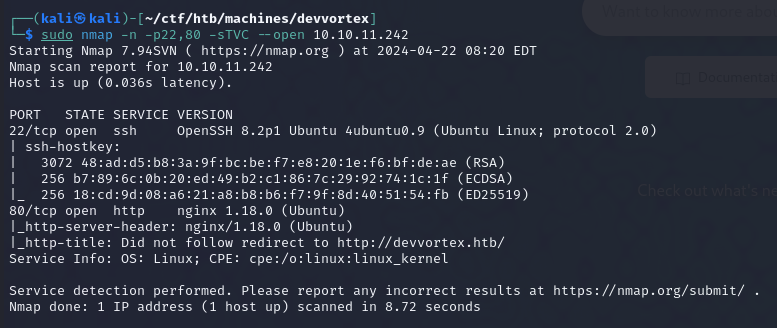 ┌──(kali㉿kali)-[~/ctf/htb/machines/devvortex]
└─$ sudo nmap -n -p22,80 -sTVC --open 10.10.11.242
Starting Nmap 7.94SVN ( https://nmap.org ) at 2024-04-22 08:20 EDT
Nmap scan report for 10.10.11.242
Host is up (0.036s latency).

PORT   STATE SERVICE VERSION
22/tcp open  ssh     OpenSSH 8.2p1 Ubuntu 4ubuntu0.9 (Ubuntu Linux; protocol 2.0)
| ssh-hostkey:
|   3072 48:ad:d5:b8:3a:9f:bc:be:f7:e8:20:1e:f6:bf:de:ae (RSA)
|   256 b7:89:6c:0b:20:ed:49:b2:c1:86:7c:29:92:74:1c:1f (ECDSA)
|_  256 18:cd:9d:08:a6:21:a8:b8:b6:f7:9f:8d:40:51:54:fb (ED25519)
80/tcp open  http    nginx 1.18.0 (Ubuntu)
|_http-server-header: nginx/1.18.0 (Ubuntu)
|_http-title: Did not follow redirect to http://devvortex.htb/
Service Info: OS: Linux; CPE: cpe:/o:linux:linux_kernel

Service detection performed. Please report any incorrect results at https://nmap.org/submit/ .
Nmap done: 1 IP address (1 host up) scanned in 8.72 seconds
Want to know more
Check out what's